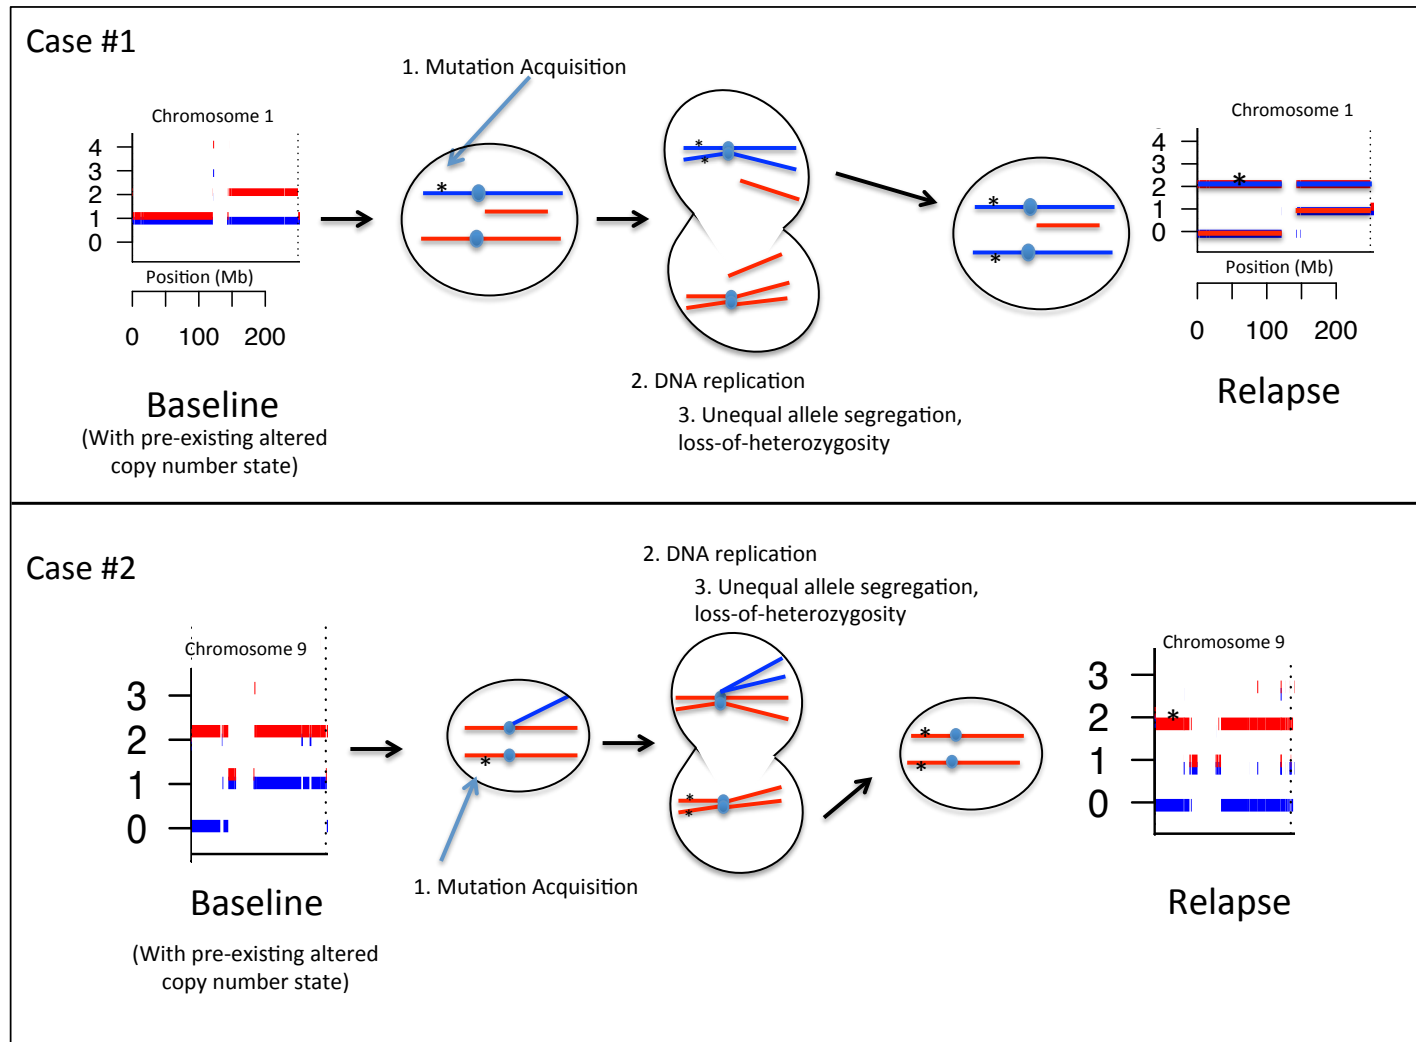 Case #1
1. Mutation Acquisition
Chromosome 1
4
3
2
1
0
Position (Mb)
0 100 200
Baseline
(With pre-existing altered
copy number state)
*
*
*
2. DNA replication
3. Unequal allele segregation,
loss-of-heterozygosity
*
*
Chromosome 1
4
3
2
1
0
*
Position (Mb)
0 100 200
Relapse
Case #2
2. DNA replication
3. Unequal allele segregation,
loss-of-heterozygosity
Chromosome 9
3
2
1
0
Baseline
(With pre-existing altered
copy number state)
*
1. Mutation Acquisition
*
*
*
*
Chromosome 9
3
2
1
0
*
Relapse